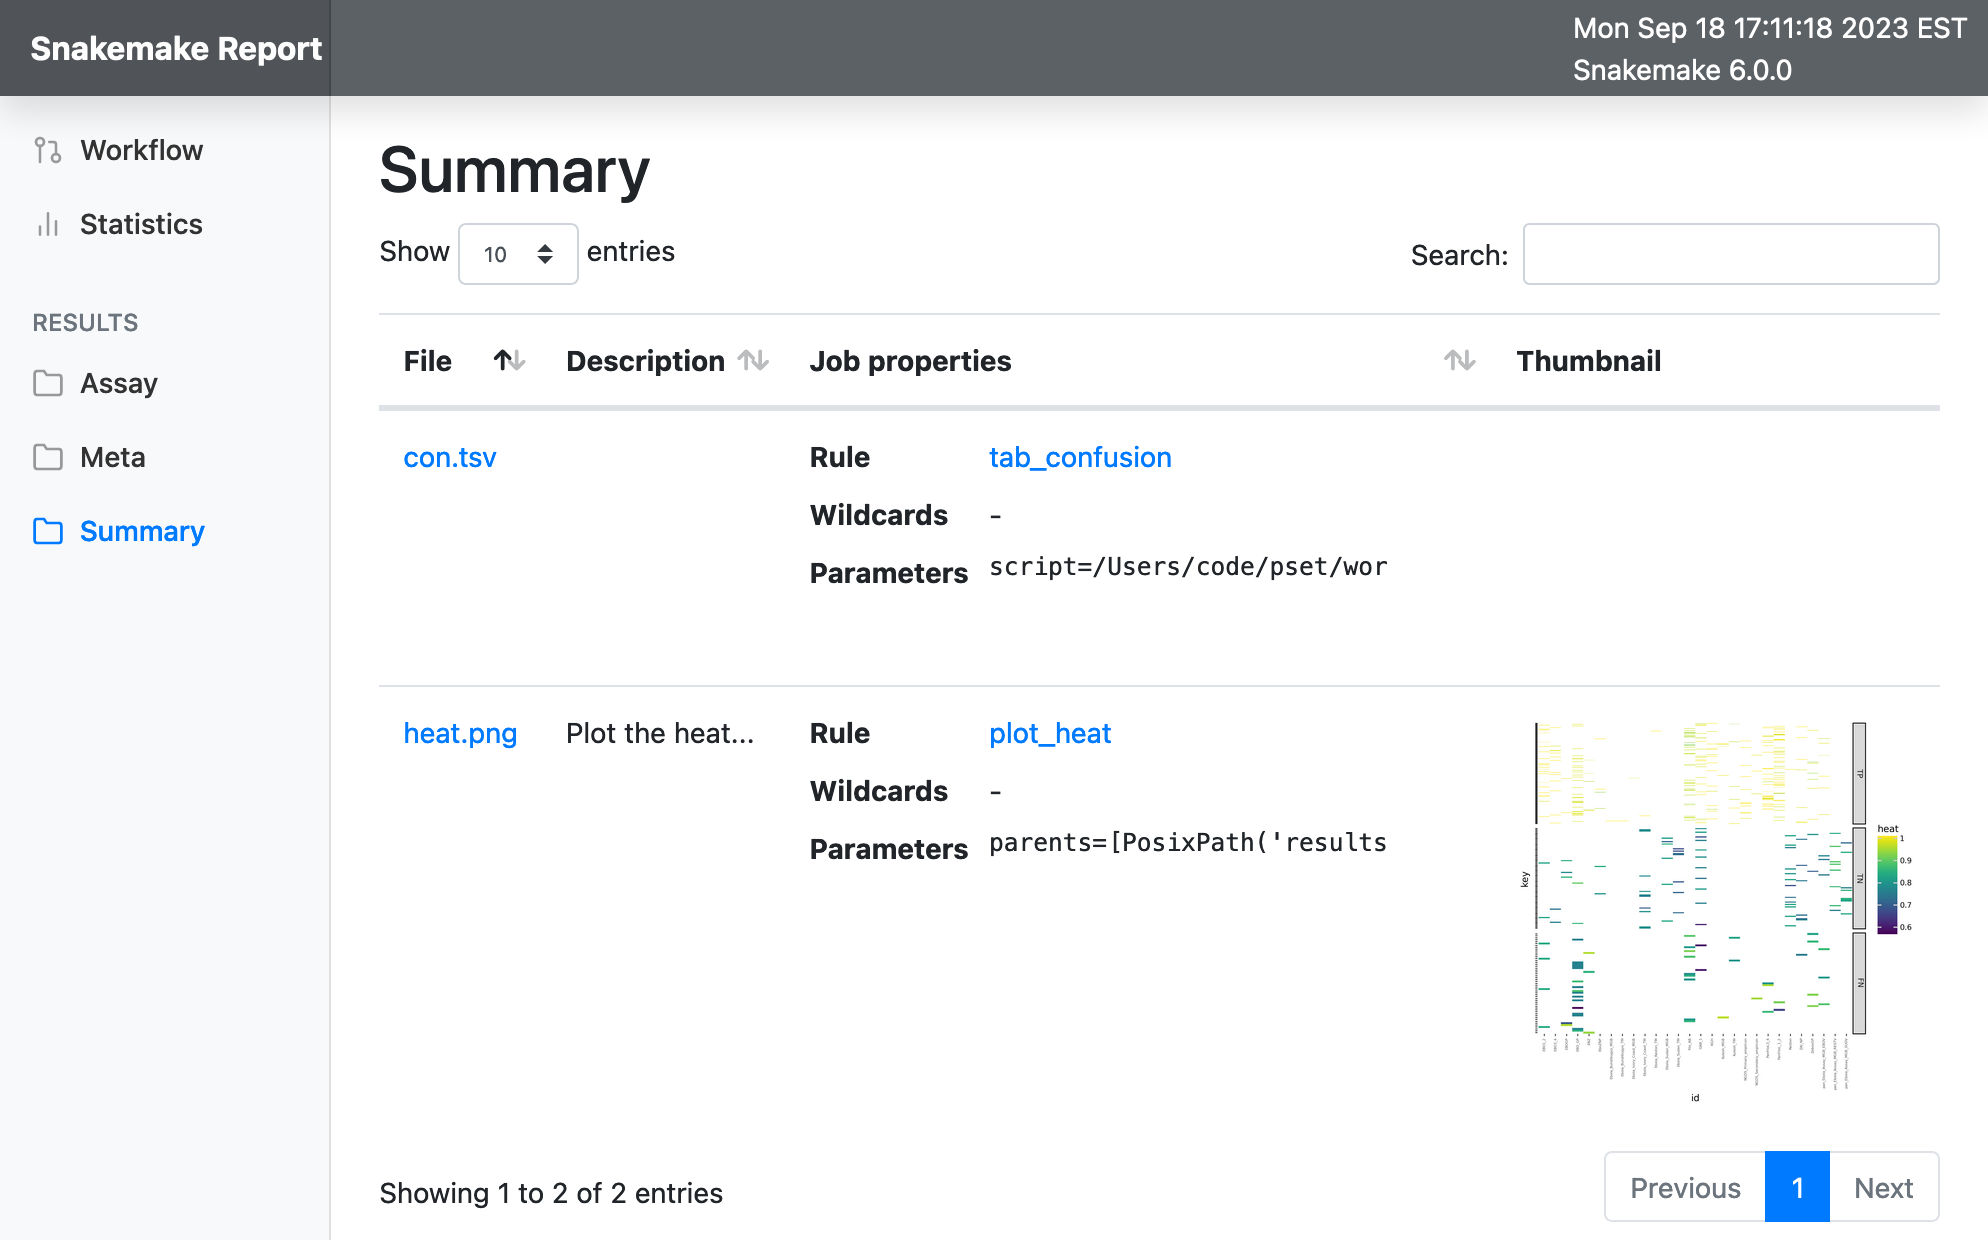 Snakemake Report
Mon Sep 18 17:11:18 2023 EST
Snakemake 6.0.0
Workflow
Statistics
RESULTS
Assay
Meta
Summary
Summary
Show 10 entries
Search:
File Description Job properties Thumbnail
con.tsv
Rule tab_confusion
Wildcards -
Parameters script=/Users/code/pset/wor
heat.png Plot the heat...
Rule plot_heat
Wildcards -
Parameters parents=[PosixPath('results
TP
TN
FN
key
id
heat
1
0.9
0.8
0.7
0.6
Showing 1 to 2 of 2 entries
Previous 1 Next